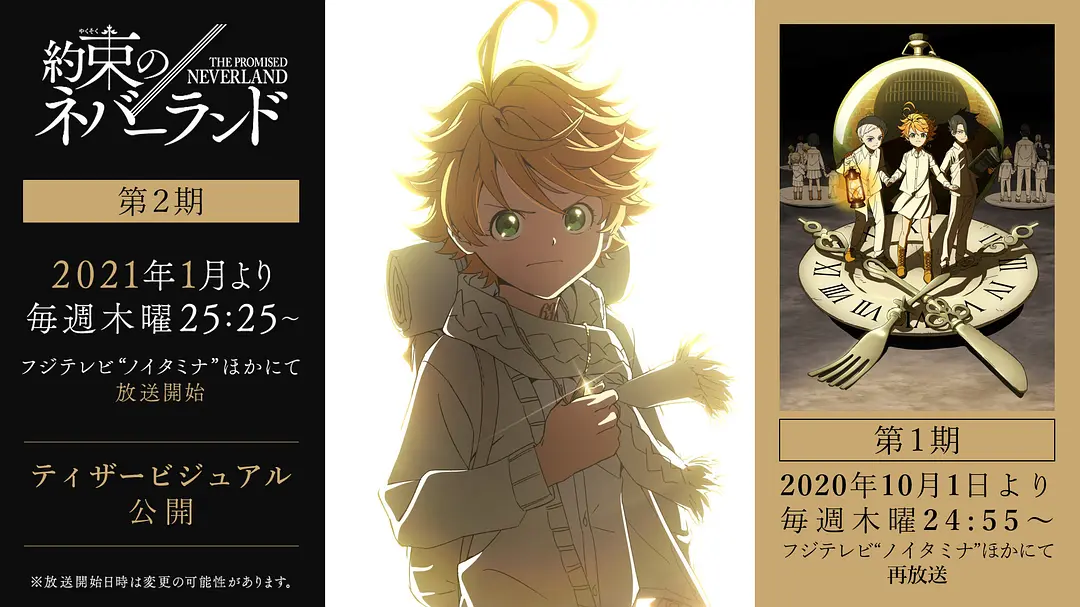 やくそく
約束の
THE PROMISED
NEVERLAND
ネバーランド
第2期
2021年1月より
毎週木曜25:25~
フジテレビ“ノイタミナ”ほかにて
放送開始
ティザービジュアル
公開
※放送開始日時は変更の可能性があります。
第1期
2020年10月1日より
毎週木曜24:55~
フジテレビ“ノイタミナ”ほかにて
再放送